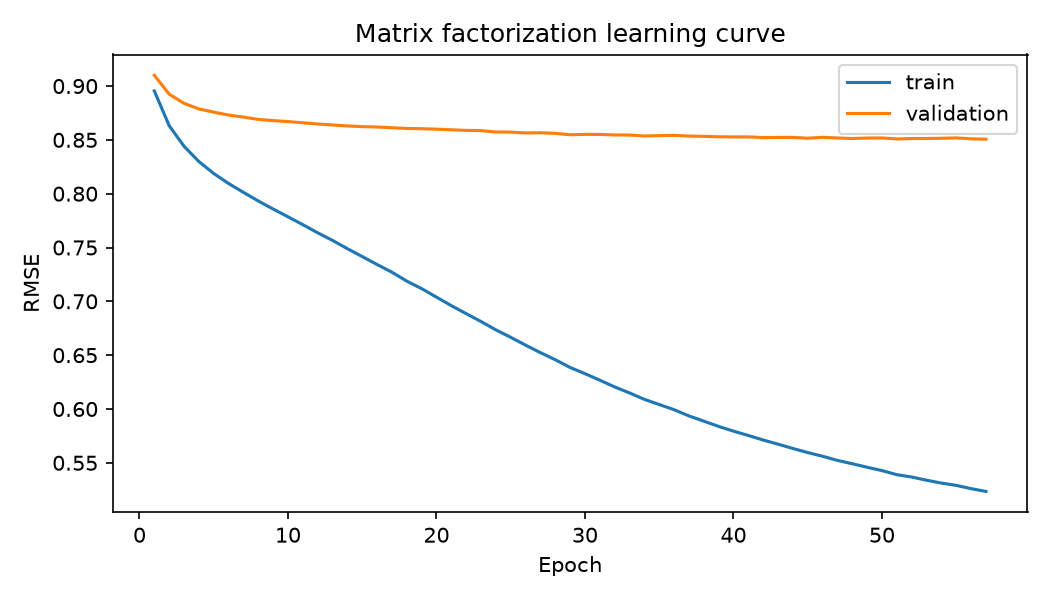 Matrix factorization learning curve
train
validation
0.90
0.85
0.80
0.75
0.70
0.65
0.60
0.55
RMSE
0 10 20 30 40 50
Epoch